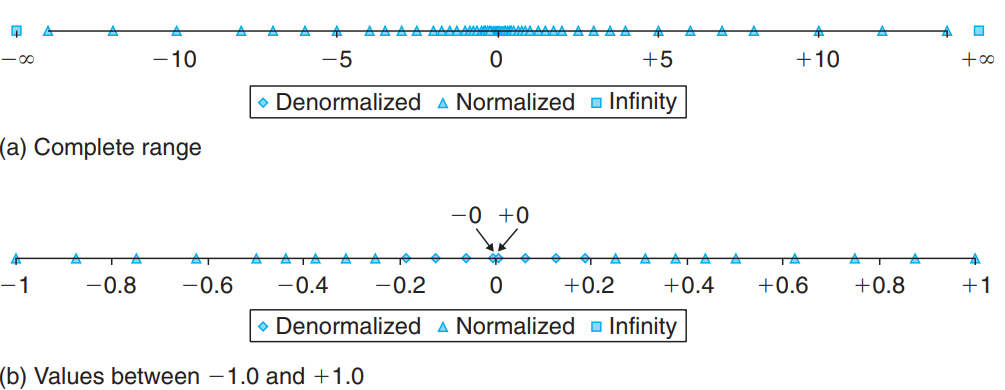 −∞ −10 −5 0 +5 +10 +∞
Denormalized Normalized Infinity
(a) Complete range
−0 +0
−1 −0.8 −0.6 −0.4 −0.2 0 +0.2 +0.4 +0.6 +0.8 +1
Denormalized Normalized Infinity
(b) Values between −1.0 and +1.0